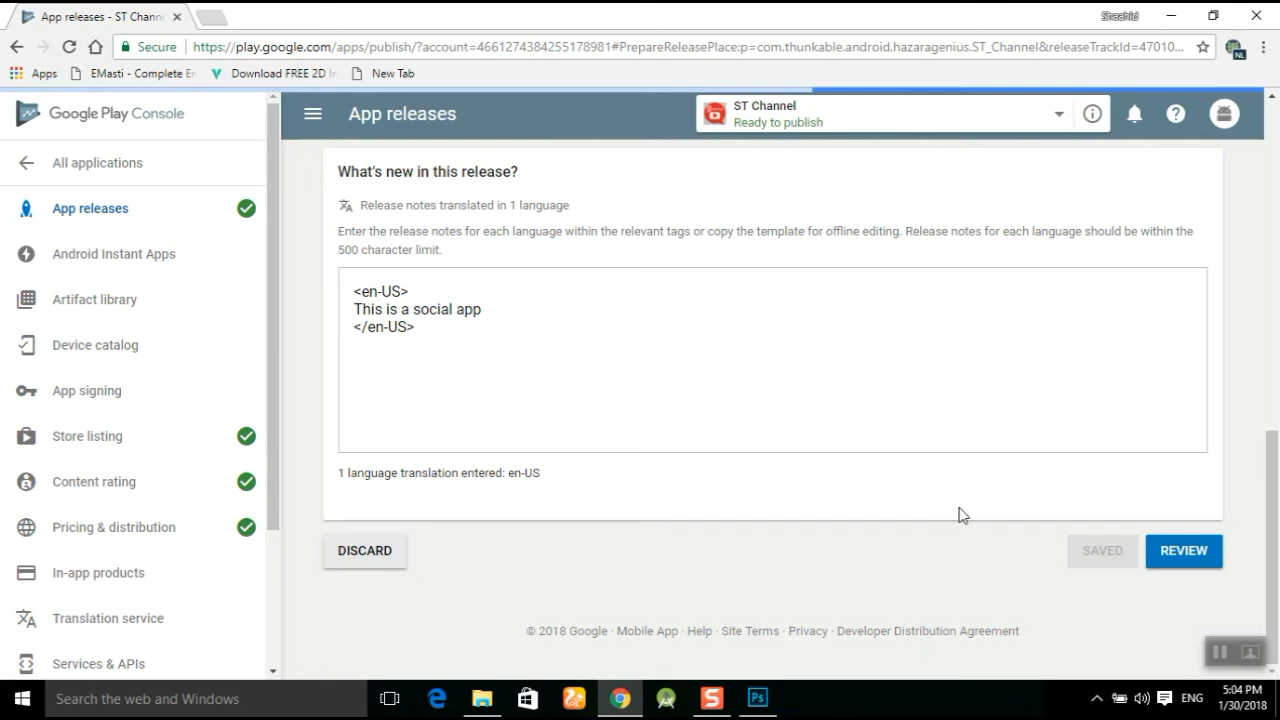 App releases - ST Chann
Shaahid
Secure
https://play.google.com/apps/publish/?account=4661274384255178981#PrepareReleasePlace:p=com.thunkable.android.hazaragenius.ST_Channel&releaseTrackId=47010...
NL
Apps
EMasti - Complete En
Download FREE 2D In
New Tab
Google Play Console
App releases
ST Channel
Ready to publish
All applications
App releases
Android Instant Apps
Artifact library
Device catalog
App signing
Store listing
Content rating
Pricing & distribution
In-app products
Translation service
Services & APIs
What's new in this release?
Release notes translated in 1 language
Enter the release notes for each language within the relevant tags or copy the template for offline editing. Release notes for each language should be within the
500 character limit.
<en-US>
This is a social app
</en-US>
1 language translation entered: en-US
DISCARD
SAVED
REVIEW
© 2018 Google · Mobile App · Help · Site Terms · Privacy · Developer Distribution Agreement
Search the web and Windows
ENG
5:04 PM
1/30/2018